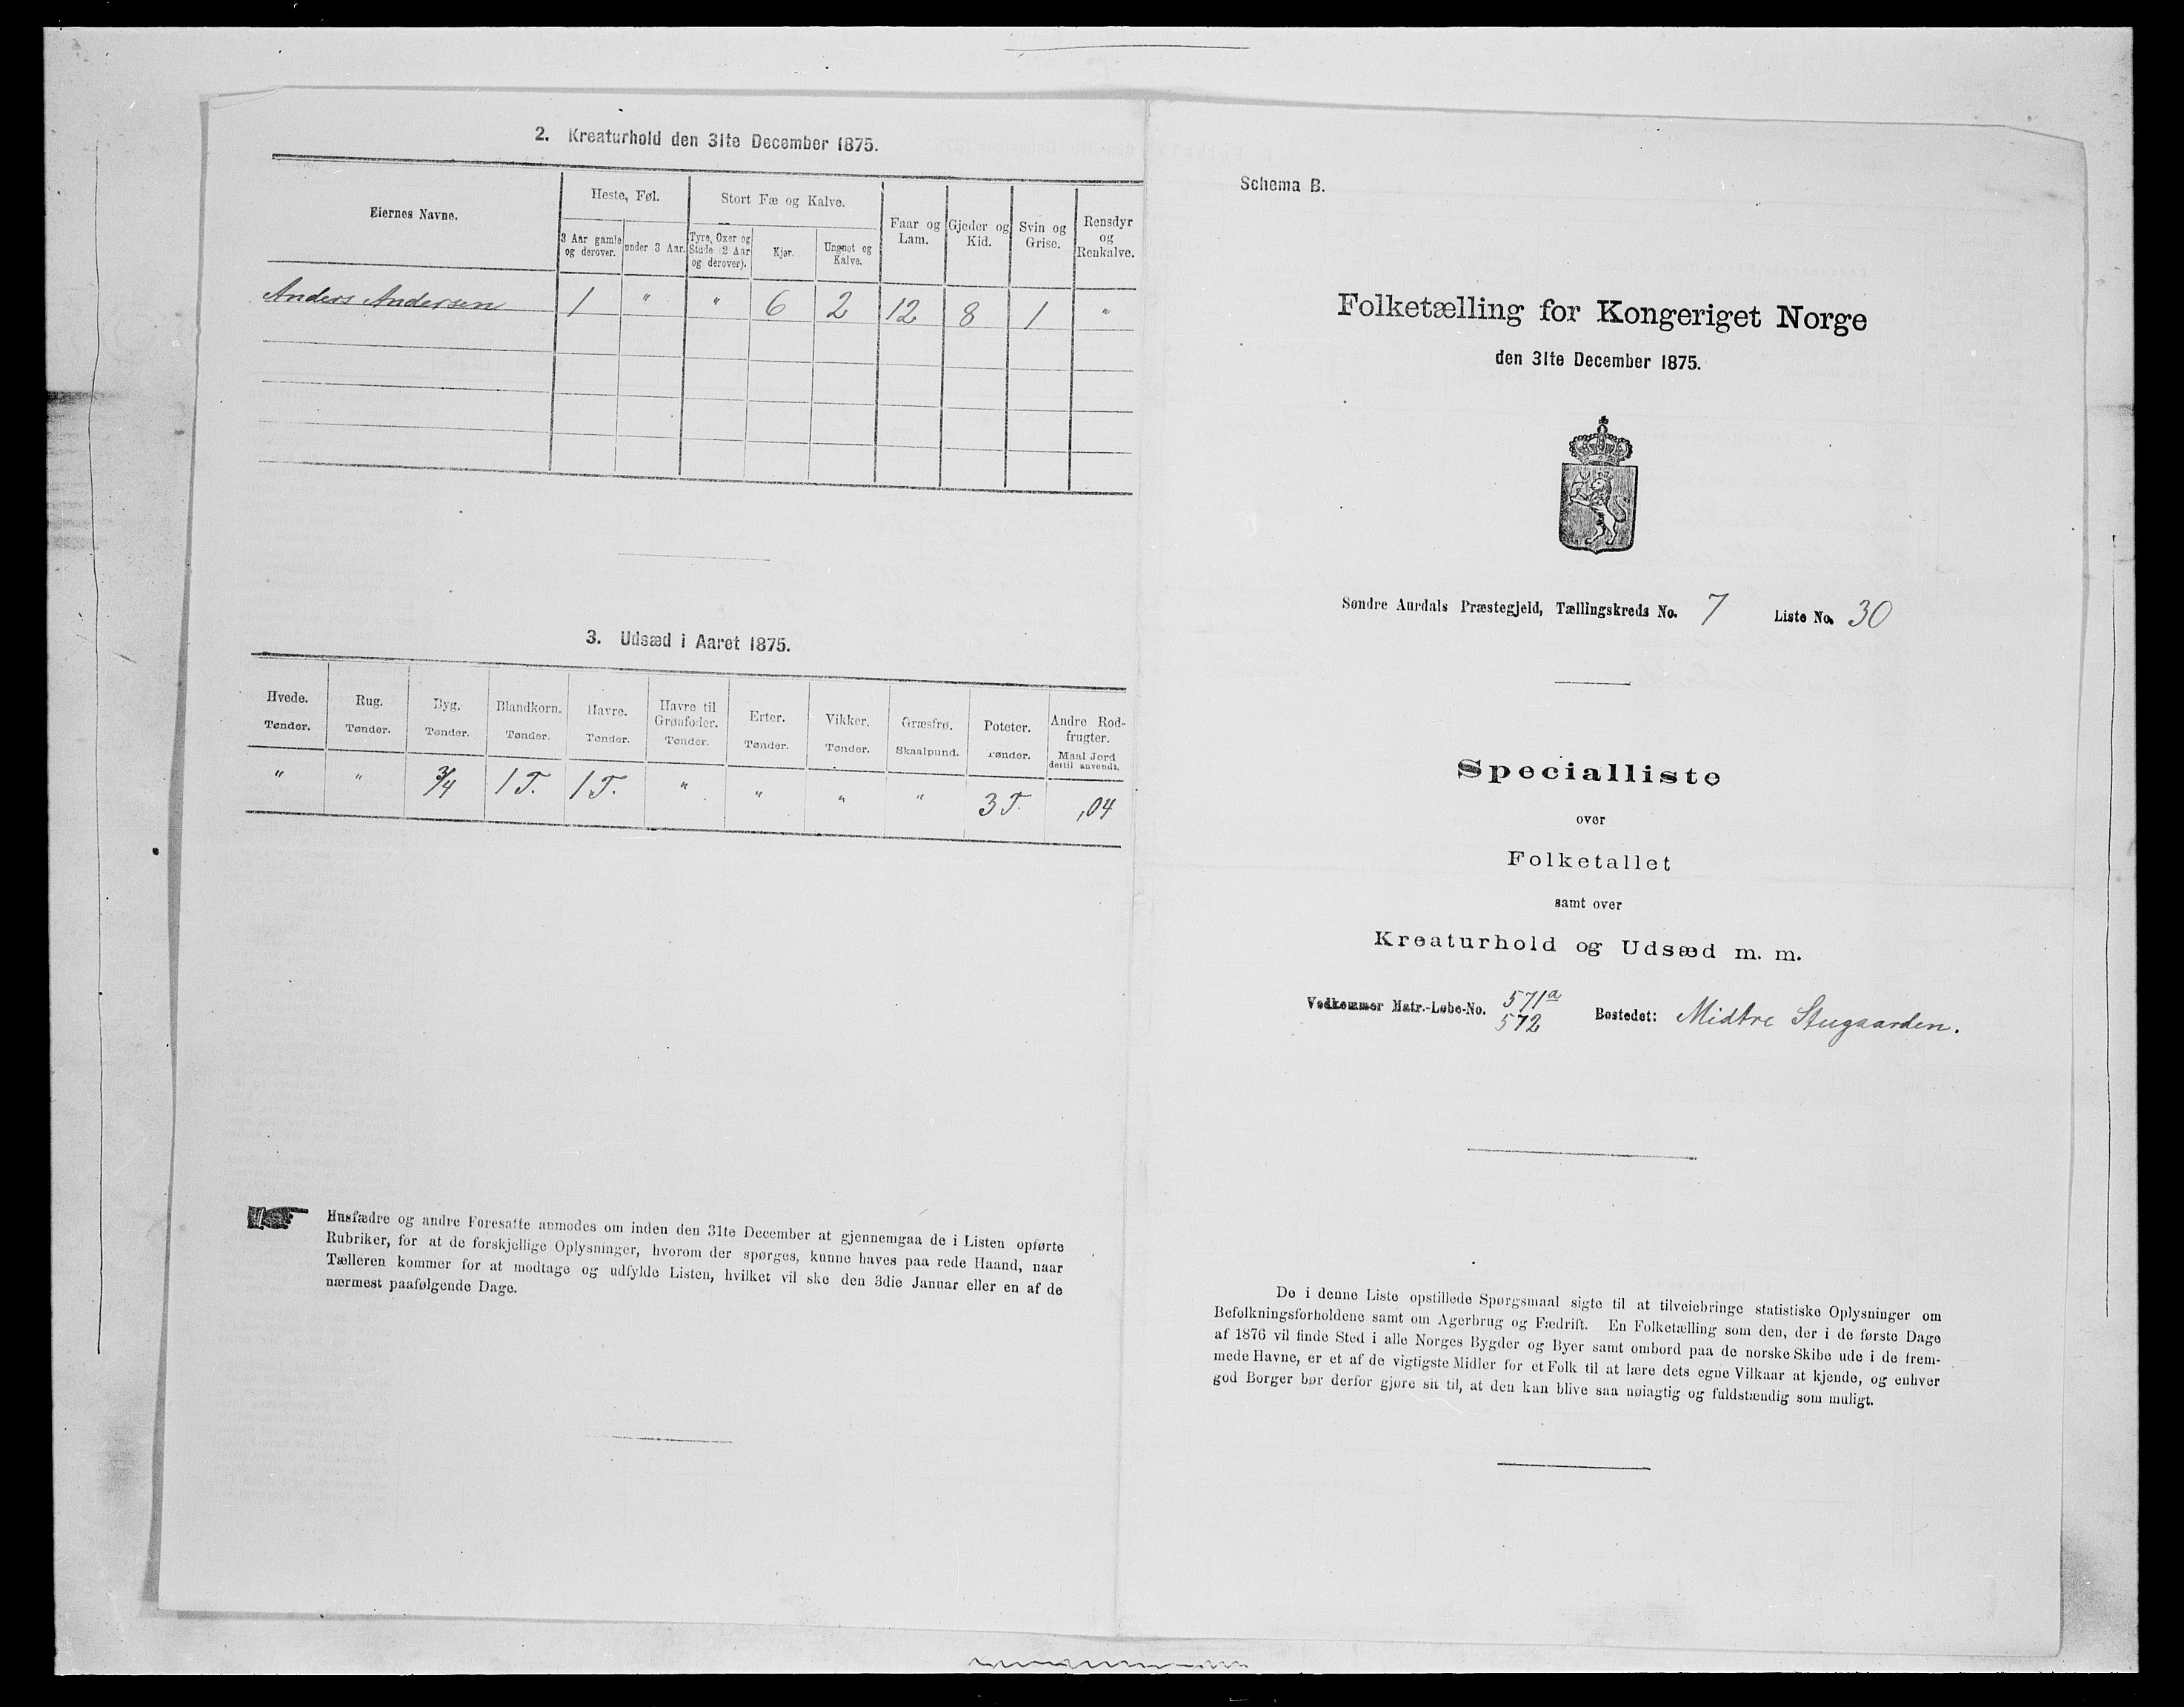 2. Kreaturhold den 31te December 1875.
Eiernes Navne.
Heste, Føl.
Stort Fæ og Kalve.
Faar og Lam.
Gjeder og Kid.
Svin og Grise.
Rensdyr og Renkalve.
3 Aar gamle og derover.
under 3 Aar.
Tyre, Oxer og Stude (2 Aar og derover).
Kjør.
Ungnøt og Kalve.
Anders Andersen 1 " " 6 2 12 8 1 "
3. Udsæd i Aaret 1875.
Hvede. Rug. Byg. Blandkorn. Havre. Havre til Grønfoder. Erter. Vikker. Græsfrø. Poteter. Andre Rodfrugter.
Tønder. Tønder. Tønder. Tønder. Tønder. Tønder. Tønder. Tønder. Skaalpund. Tønder. Maal Jord dertil anvendt.
" " 3/4 1 T. 1 T. " " " " 3 T. ,04
Husfædre og andre Foresatte anmodes om inden den 31te December at gjennemgaa de i Listen opførte
Rubriker, for at de forskjellige Oplysninger, hvorom der spørges, kunne haves paa rede Haand, naar
Tælleren kommer for at modtage og udfylde Listen, hvilket vil ske den 3die Januar eller en af de
nærmest paafølgende Dage.
Schema B.
Folketælling for Kongeriget Norge
den 31te December 1875.
Søndre Aurdals Præstegjeld, Tællingskreds No. 7 Liste No. 30
Specialliste
over
Folketallet
samt over
Kreaturhold og Udsæd m. m.
Vedkommer Matr.-Løbe-No. 571a Bostedet: Midtre Stugaarden.
572
De i denne Liste opstillede Spørgsmaal sigte til at tilveiebringe statistiske Oplysninger om
Befolkningsforholdene samt om Agerbrug og Fædrift. En Folketælling som den, der i de første Dage
af 1876 vil finde Sted i alle Norges Bygder og Byer samt ombord paa de norske Skibe ude i de frem-
mede Havne, er et af de vigtigste Midler for et Folk til at lære dets egne Vilkaar at kjende, og enhver
god Borger bør derfor gjøre sit til, at den kan blive saa nøiagtig og fuldstændig som muligt.